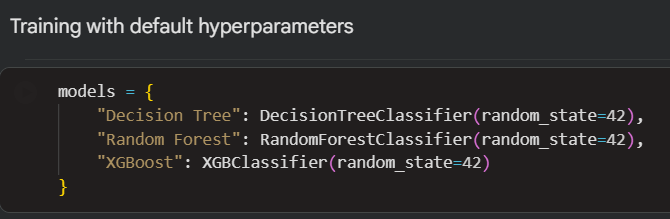 Training with default hyperparameters
models = {
    "Decision Tree": DecisionTreeClassifier(random_state=42),
    "Random Forest": RandomForestClassifier(random_state=42),
    "XGBoost": XGBClassifier(random_state=42)
}